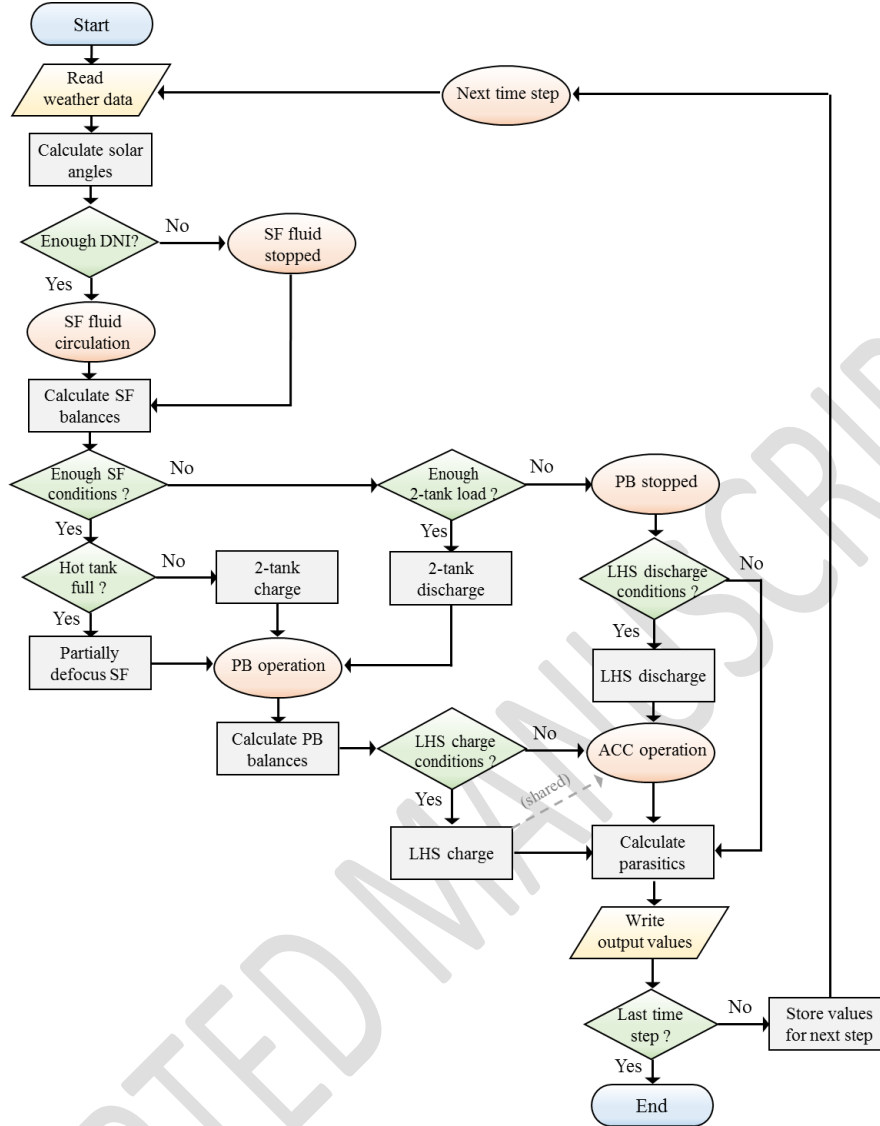 Start
Read
weather data
Next time step
Calculate solar
angles
Enough DNI?
No
SF fluid
stopped
Yes
SF fluid
circulation
Calculate SF
balances
Enough SF
conditions ?
No
Enough
2-tank load ?
No
PB stopped
Yes
Yes
Hot tank
full ?
No
2-tank
charge
2-tank
discharge
LHS discharge
conditions ?
No
Yes
Yes
Partially
defocus SF
PB operation
LHS discharge
Calculate PB
balances
LHS charge
conditions ?
No
ACC operation
Yes
(shared)
LHS charge
Calculate
parasitics
Write
output values
Last time
step ?
No
Store values
for next step
Yes
End